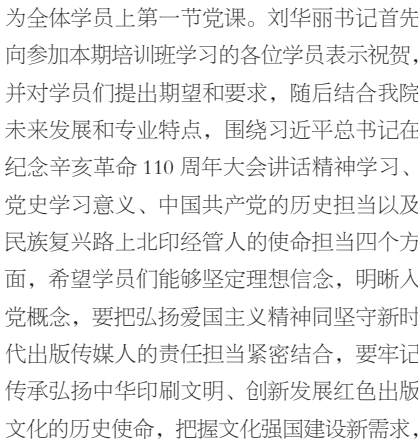 为全体学员上第一节党课。刘华丽书记首先
向参加本期培训班学习的各位学员表示祝贺，
并对学员们提出期望和要求，随后结合我院
未来发展和专业特点，围绕习近平总书记在
纪念辛亥革命 110 周年大会讲话精神学习、
党史学习意义、中国共产党的历史担当以及
民族复兴路上北印经管人的使命担当四个方
面，希望学员们能够坚定理想信念，明晰入
党概念，要把弘扬爱国主义精神同坚守新时
代出版传媒人的责任担当紧密结合，要牢记
传承弘扬中华印刷文明、创新发展红色出版
文化的历史使命，把握文化强国建设新需求，